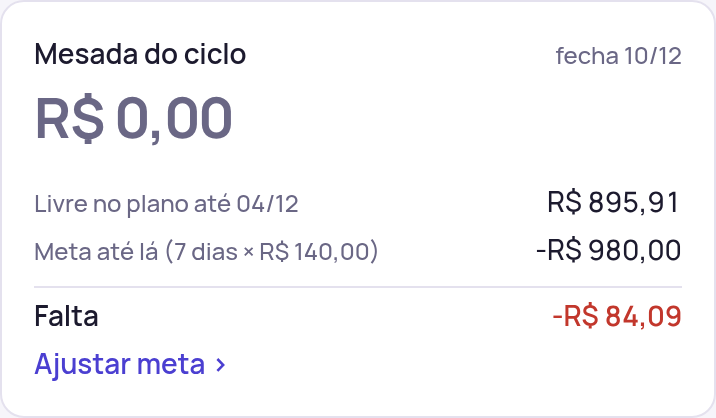 Mesada do ciclo
fecha 10/12
R$ 0,00
Livre no plano até 04/12
R$ 895,91
Meta até lá (7 dias × R$ 140,00)
-R$ 980,00
Falta
-R$ 84,09
Ajustar meta ›